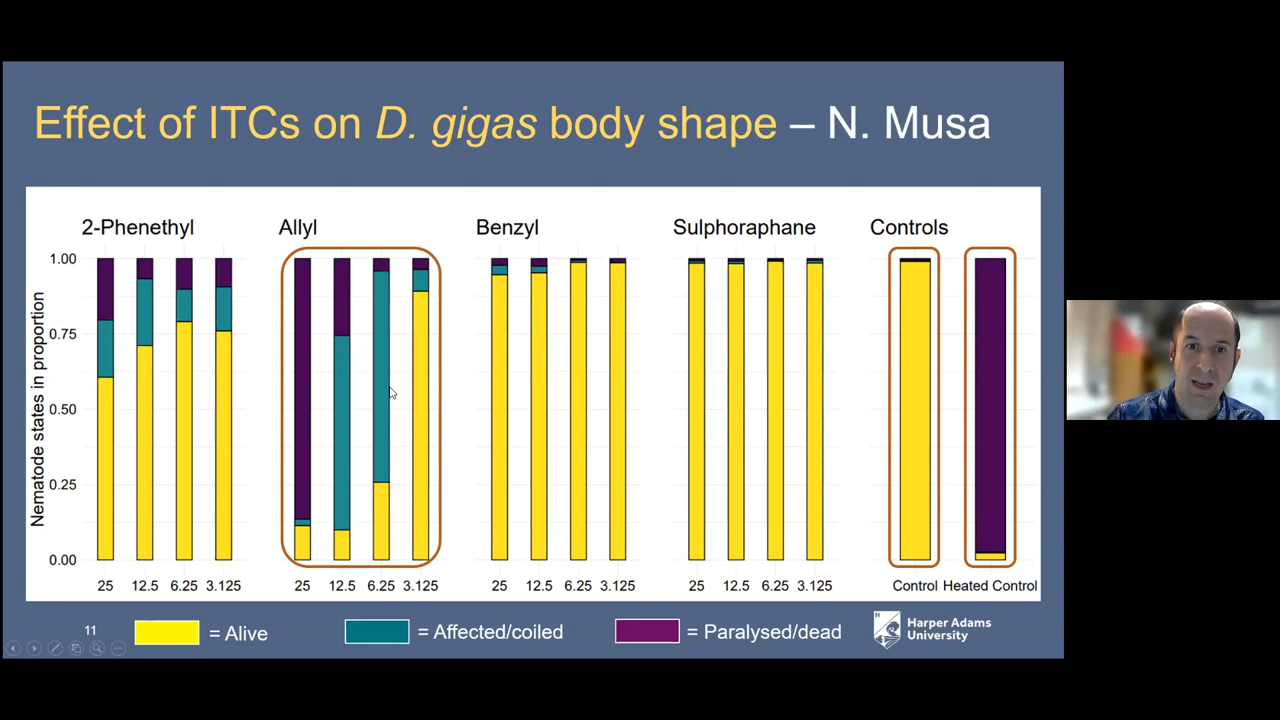 Effect of ITCs on D. gigas body shape – N. Musa
2-Phenethyl
Allyl
Benzyl
Sulphoraphane
Controls
Nematode states in proportion
1.00
0.75
0.50
0.25
0.00
25 12.5 6.25 3.125
25 12.5 6.25 3.125
25 12.5 6.25 3.125
25 12.5 6.25 3.125
Control Heated Control
11
= Alive
= Affected/coiled
= Paralysed/dead
H
Harper Adams
University